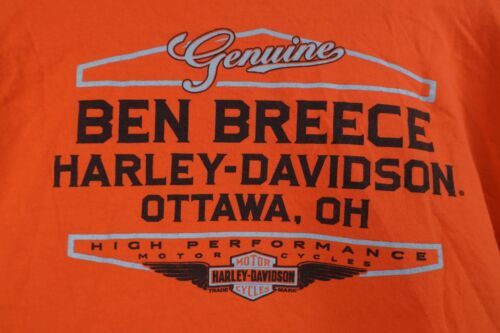 Genuine
BEN BREECE
HARLEY-DAVIDSON®
OTTAWA, OH
HIGH PERFORMANCE
MOTOR CYCLES
MOTOR
HARLEY-DAVIDSON
TRADE CYCLES MARK